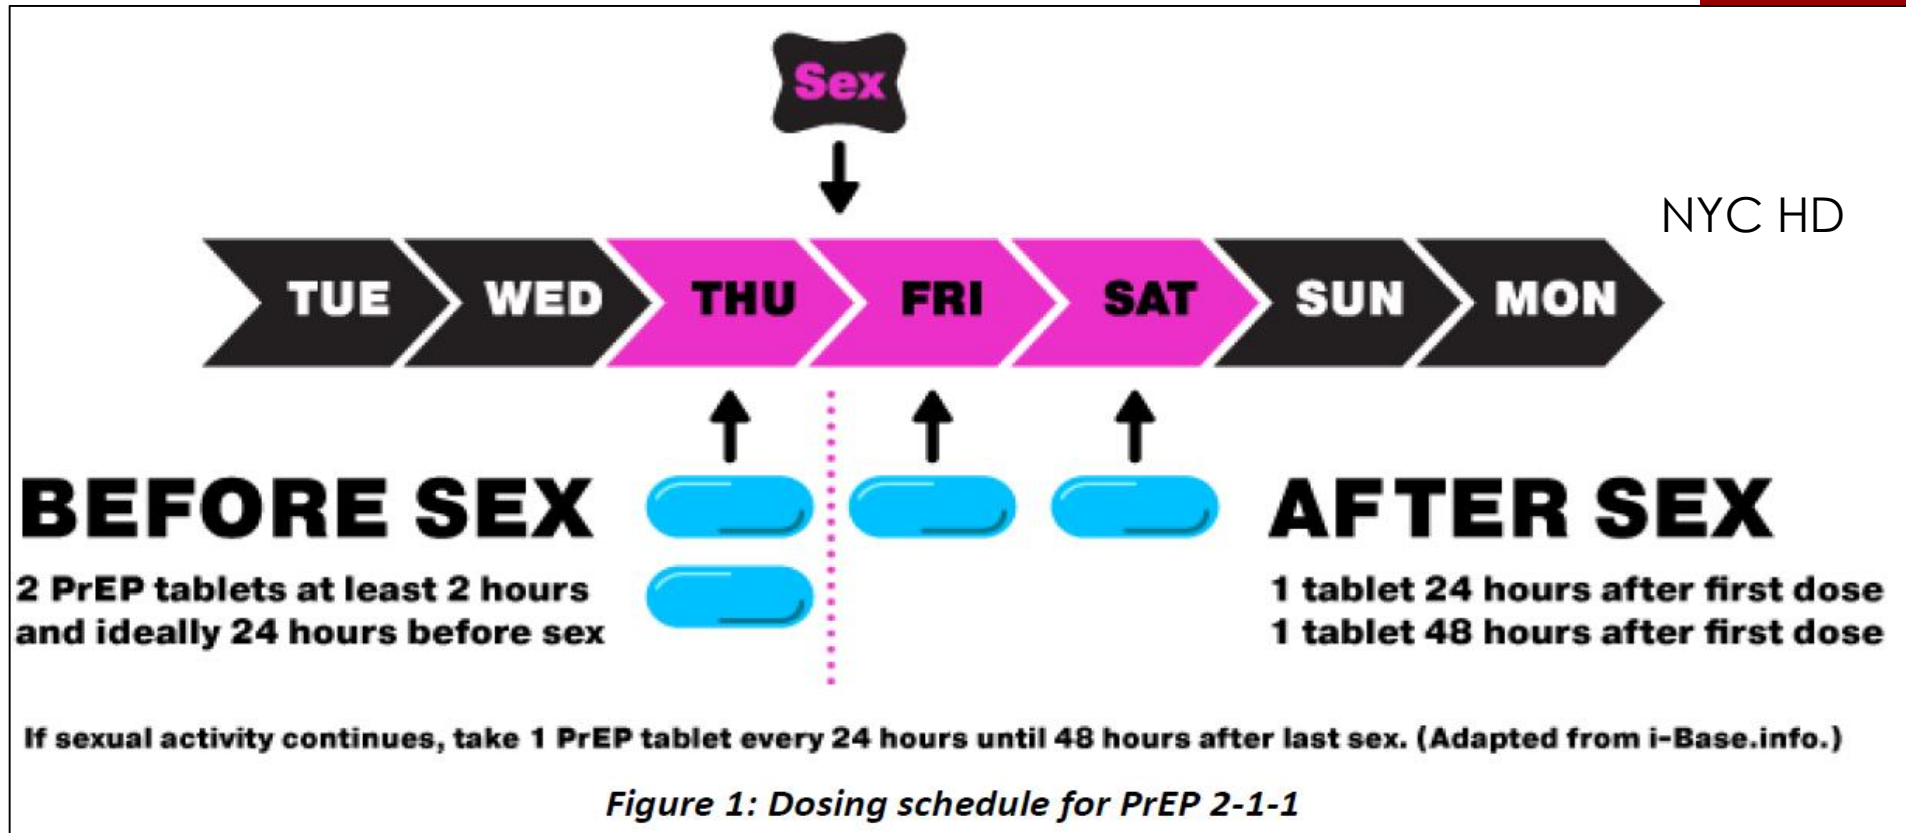 Sex
NYC HD
TUE WED THU FRI SAT SUN MON
BEFORE SEX
2 PrEP tablets at least 2 hours
and ideally 24 hours before sex
AFTER SEX
1 tablet 24 hours after first dose
1 tablet 48 hours after first dose
If sexual activity continues, take 1 PrEP tablet every 24 hours until 48 hours after last sex. (Adapted from i-Base.info.)
Figure 1: Dosing schedule for PrEP 2-1-1